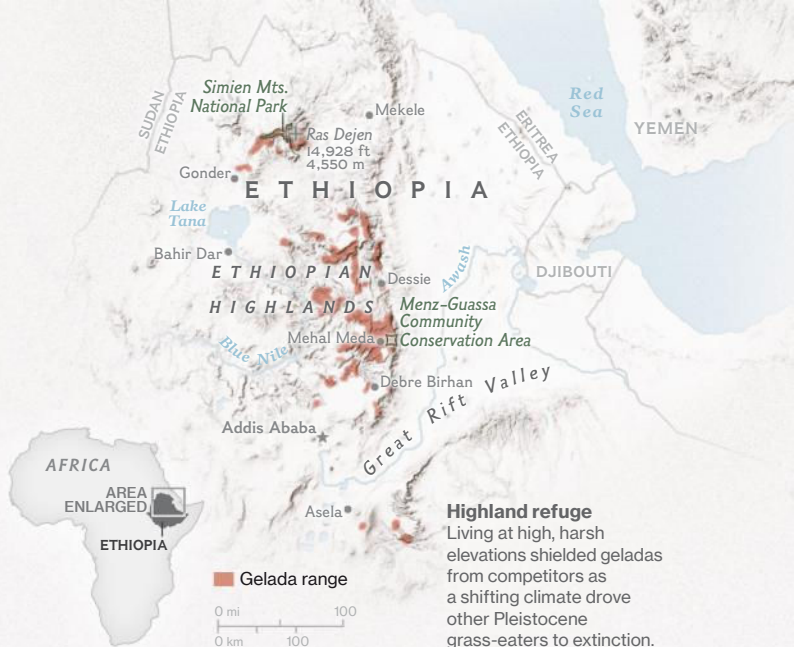 Simien Mts.
National Park
SUDAN
ETHIOPIA
Mekele
Red
Sea
YEMEN
ERITREA
ETHIOPIA
Ras Dejen
14,928 ft
4,550 m
Gonder
ETHIOPIA
Lake
Tana
Bahir Dar
ETHIOPIAN
HIGHLANDS
Dessie
Awash
DJIBOUTI
Menz–Guassa
Community
Conservation Area
Mehal Meda
Blue Nile
Debre Birhan
Great Rift Valley
Addis Ababa
AFRICA
AREA
ENLARGED
ETHIOPIA
Asela
Highland refuge
Living at high, harsh
elevations shielded geladas
from competitors as
a shifting climate drove
other Pleistocene
grass-eaters to extinction.
Gelada range
0 mi 100
0 km 100